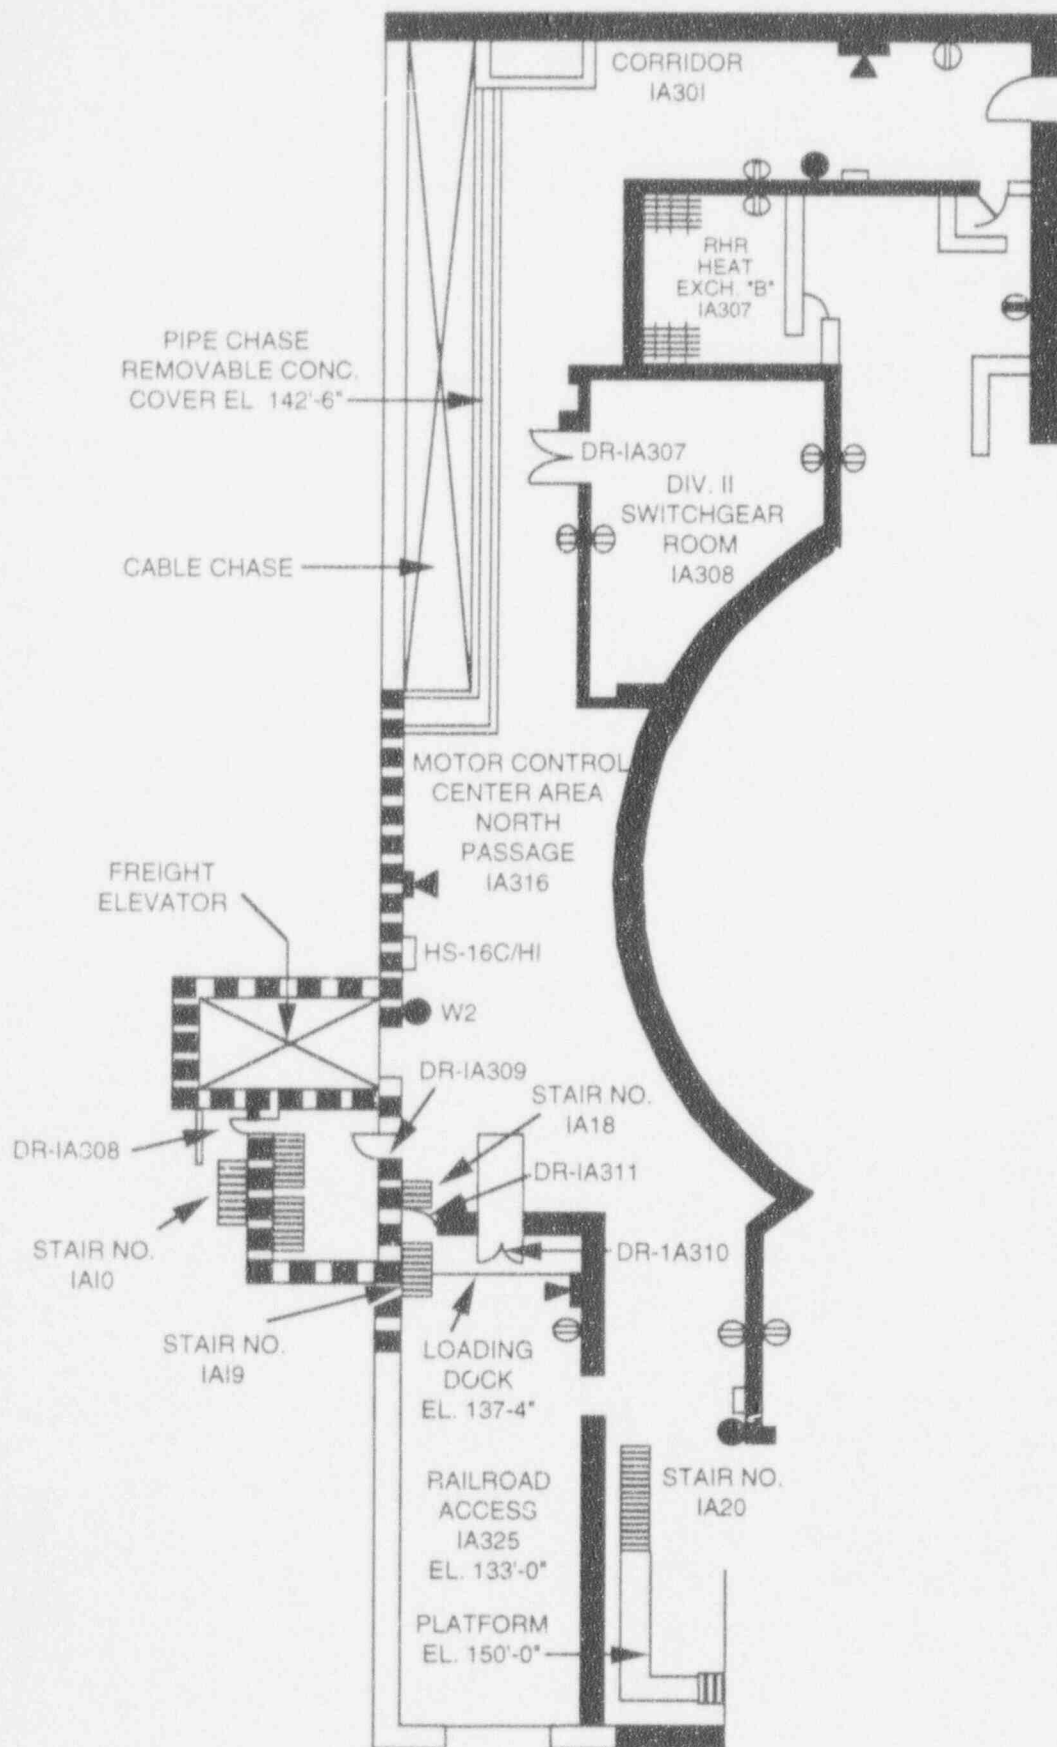 CORRIDOR
IA301
RHR
HEAT
EXCH. "B"
IA307
PIPE CHASE
REMOVABLE CONC.
COVER EL. 142'-6"
DR-IA307
DIV. II
SWITCHGEAR
ROOM
IA308
CABLE CHASE
MOTOR CONTROL
CENTER AREA
NORTH
PASSAGE
IA316
FREIGHT
ELEVATOR
HS-16C/HI
W2
DR-IA309
STAIR NO.
IA18
DR-IA308
DR-IA311
STAIR NO.
IA10
DR-1A310
STAIR NO.
IA19
LOADING
DOCK
EL. 137-4"
RAILROAD
ACCESS
IA325
EL. 133'-0"
STAIR NO.
IA20
PLATFORM
EL. 150'-0"